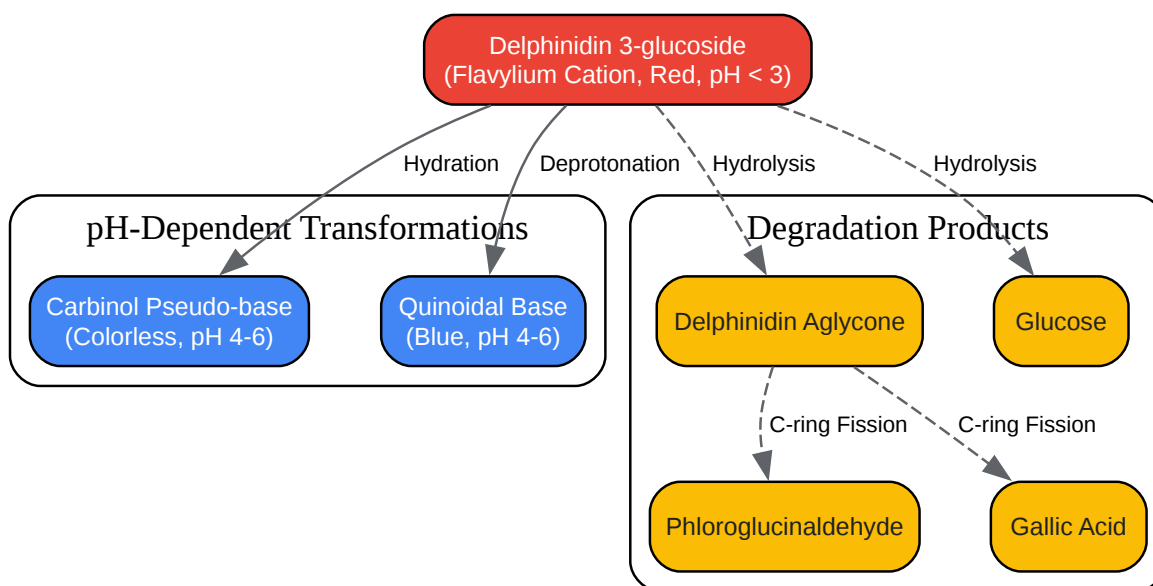 Delphinidin 3-glucoside
(Flavylium Cation, Red, pH < 3)
Hydration
Deprotonation
Hydrolysis
Hydrolysis
pH-Dependent Transformations
Degradation Products
Carbinol Pseudo-base
(Colorless, pH 4-6)
Quinoidal Base
(Blue, pH 4-6)
Delphinidin Aglycone
Glucose
C-ring Fission
C-ring Fission
Phloroglucinaldehyde
Gallic Acid